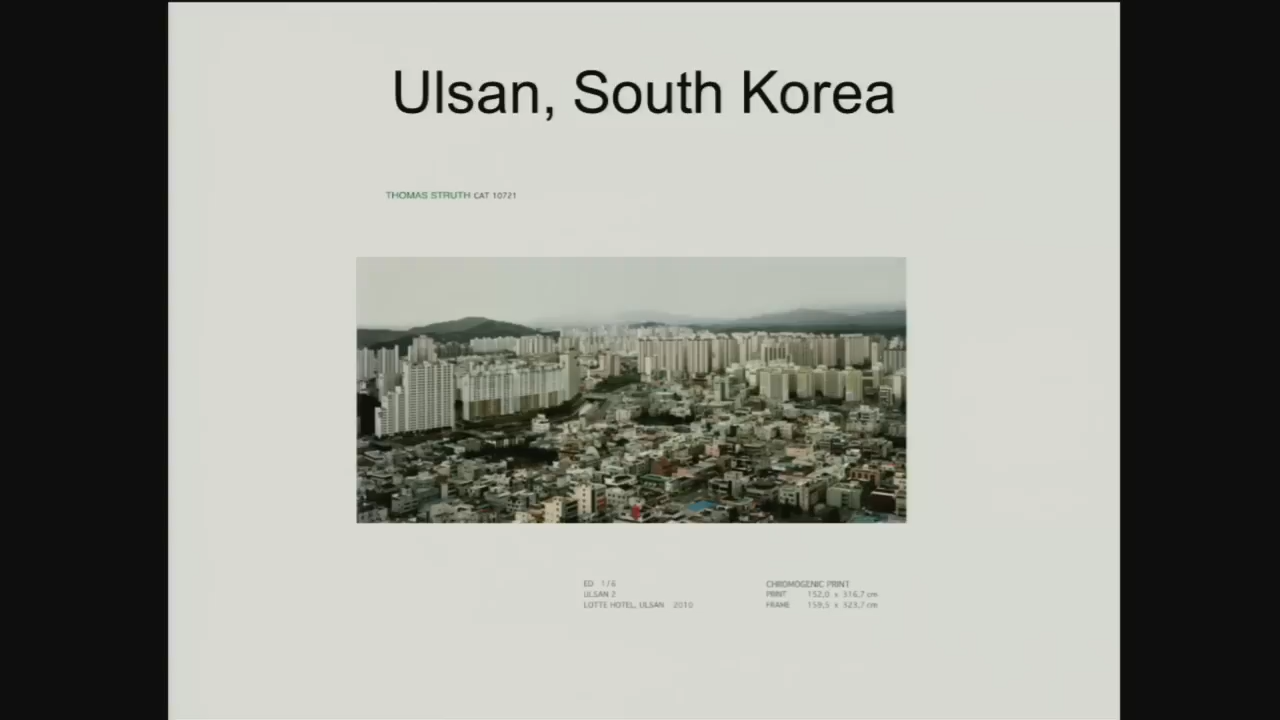 Ulsan, South Korea
THOMAS STRUTH CAT 10721
ED 1/6
ULSAN 2
LOTTE HOTEL, ULSAN 2010
CHROMOGENIC PRINT
PRINT 152,0 x 316,7 cm
FRAME 159,5 x 323,7 cm